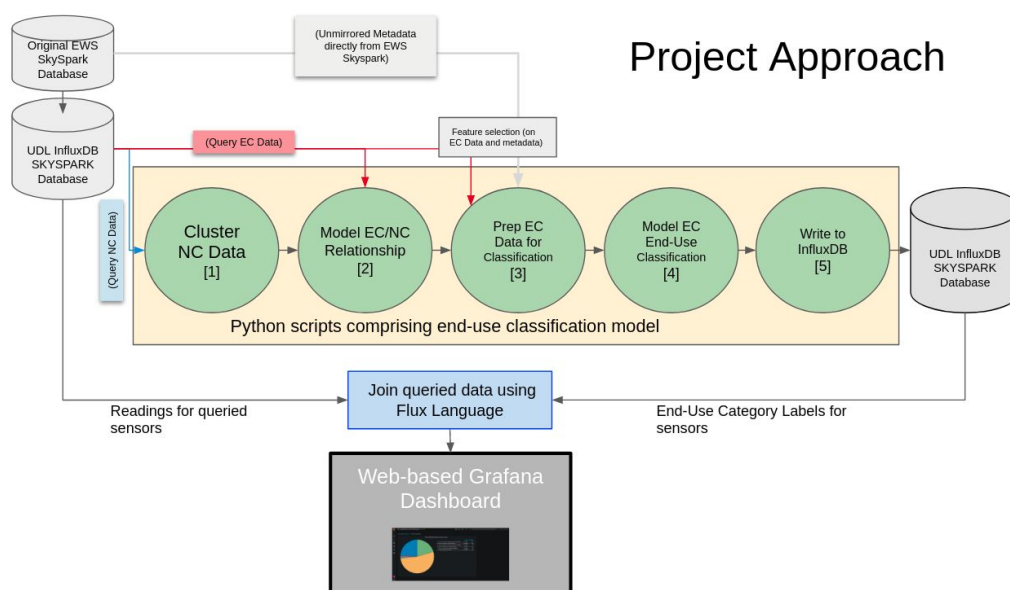 Project Approach
Original EWS
SkySpark
Database
(Unmirrored Metadata
directly from EWS
Skyspark)
UDL InfluxDB
SKYSPARK
Database
(Query EC Data)
Feature selection (on
EC Data and metadata)
(Query NC Data)
Cluster
NC Data
[1]
Model EC/NC
Relationship
[2]
Prep EC
Data for
Classification
[3]
Model EC
End-Use
Classification
[4]
Write to
InfluxDB
[5]
UDL InfluxDB
SKYSPARK
Database
Python scripts comprising end-use classification model
Join queried data using
Flux Language
Readings for queried
sensors
End-Use Category Labels for
sensors
Web-based Grafana
Dashboard